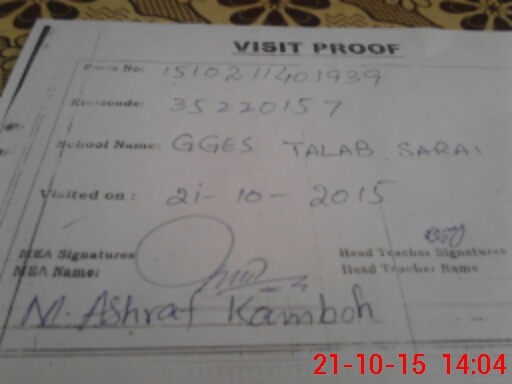 VISIT PROOF
Form No: 1510211401939
Emiscode: 35220157
School Name: GGES TALAB SARAI
Visited on: 21-10-2015
MEA Signatures Head Teacher Signatures
MEA Name: Head Teacher Name
M. Ashraf Kamboh
21-10-15 14:04